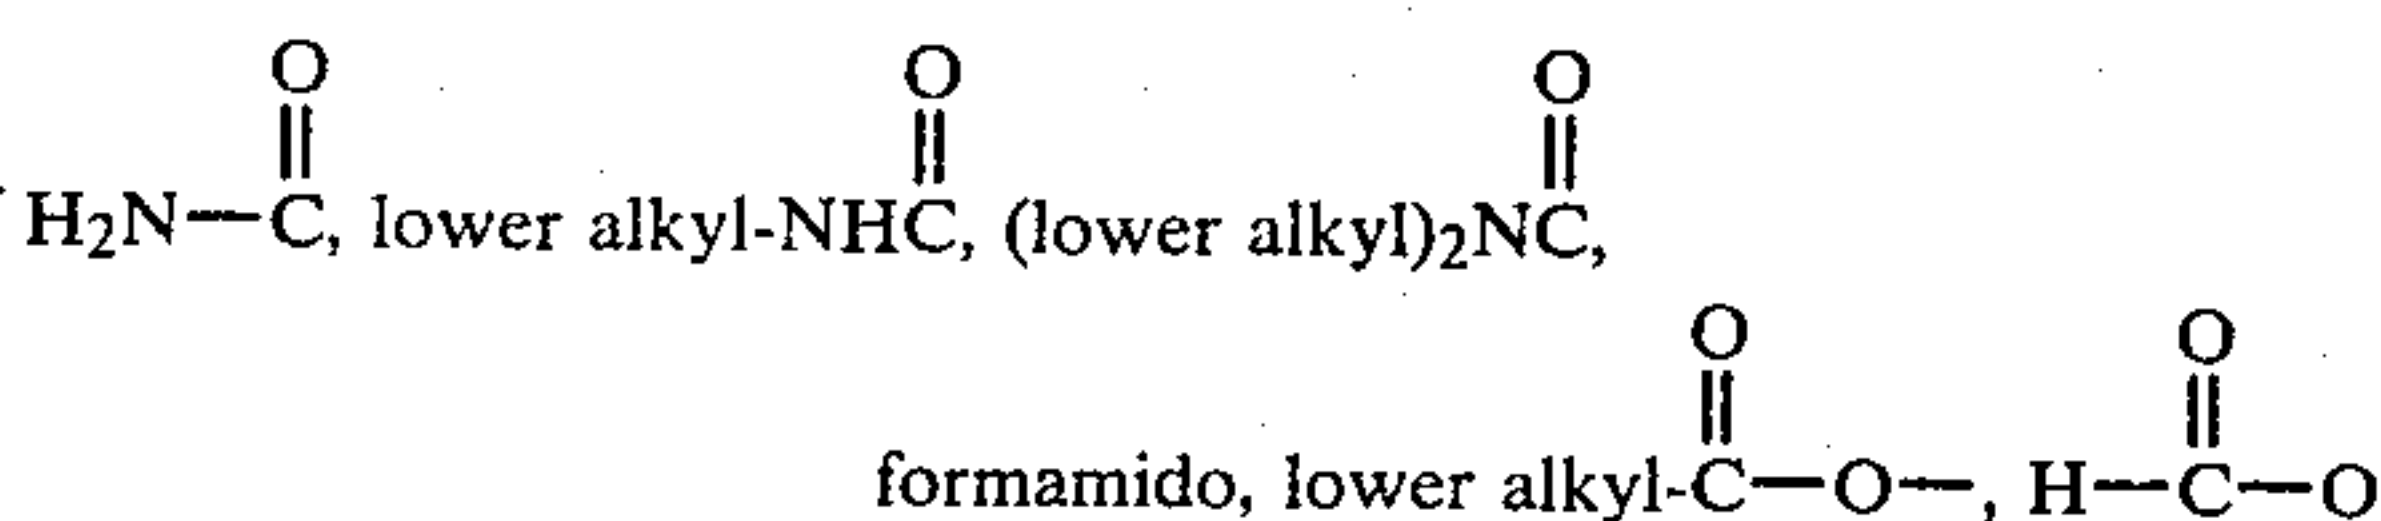 O O O
H2N—C, lower alkyl-NHC, (lower alkyl)2NC,
O O
formamido, lower alkyl-C—O—, H—C—O